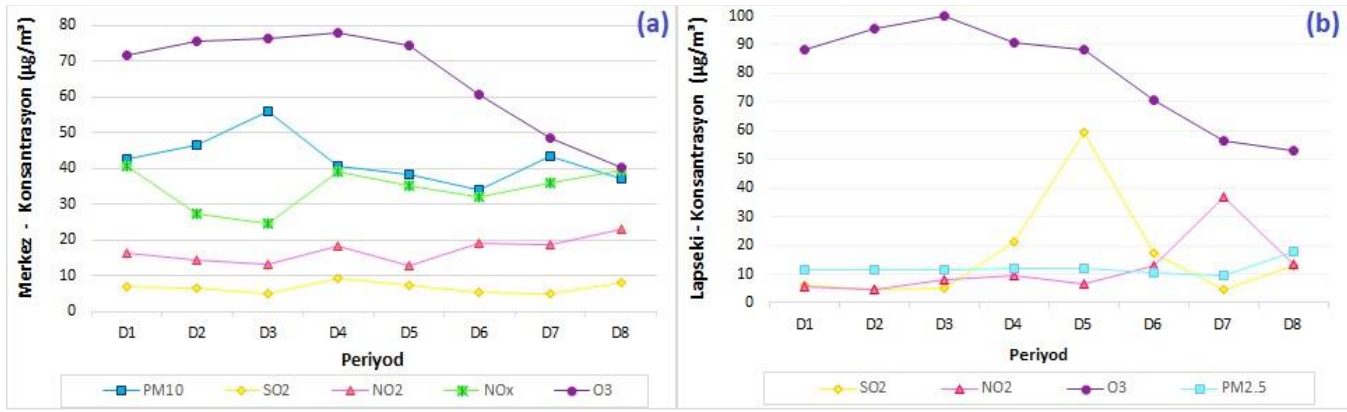 (a)
Merkez - Konsantrasyon (µg/m³)
80
70
60
50
40
30
20
10
0
D1 D2 D3 D4 D5 D6 D7 D8
Periyod
PM10 SO2 NO2 NOx O3
(b)
Lapseki - Konsantrasyon (µg/m³)
100
90
80
70
60
50
40
30
20
10
0
D1 D2 D3 D4 D5 D6 D7 D8
Periyod
SO2 NO2 O3 PM2.5